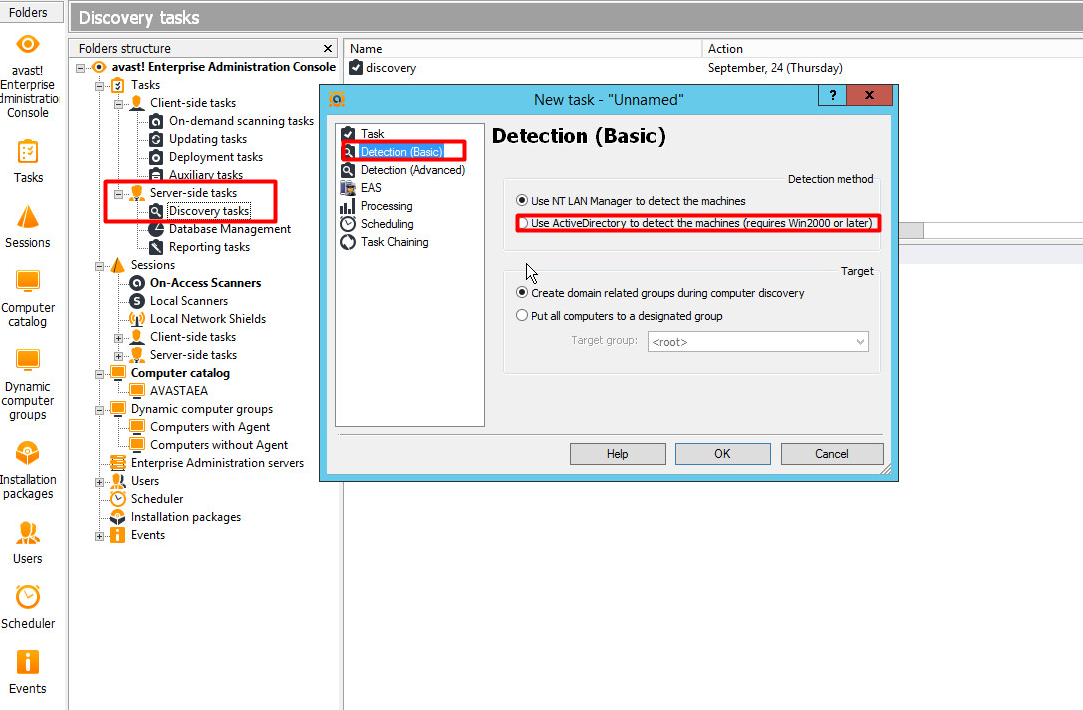 Folders
avast!
Enterprise
dministratio
Console
Tasks
Sessions
Computer
catalog
Dynamic
computer
groups
Installation
packages
Users
Scheduler
Events
Discovery tasks
Folders structure
avast! Enterprise Administration Console
Tasks
Client-side tasks
On-demand scanning tasks
Updating tasks
Deployment tasks
Auxiliary tasks
Server-side tasks
Discovery tasks
Database Management
Reporting tasks
Sessions
On-Access Scanners
Local Scanners
Local Network Shields
Client-side tasks
Server-side tasks
Computer catalog
AVASTAEA
Dynamic computer groups
Computers with Agent
Computers without Agent
Enterprise Administration servers
Users
Scheduler
Installation packages
Events
Name Action
discovery September, 24 (Thursday)
New task - "Unnamed"
? x
Task
Detection (Basic)
Detection (Advanced)
EAS
Processing
Scheduling
Task Chaining
Detection (Basic)
Detection method
Use NT LAN Manager to detect the machines
Use ActiveDirectory to detect the machines (requires Win2000 or later)
Target
Create domain related groups during computer discovery
Put all computers to a designated group
Target group: <root>
Help OK Cancel